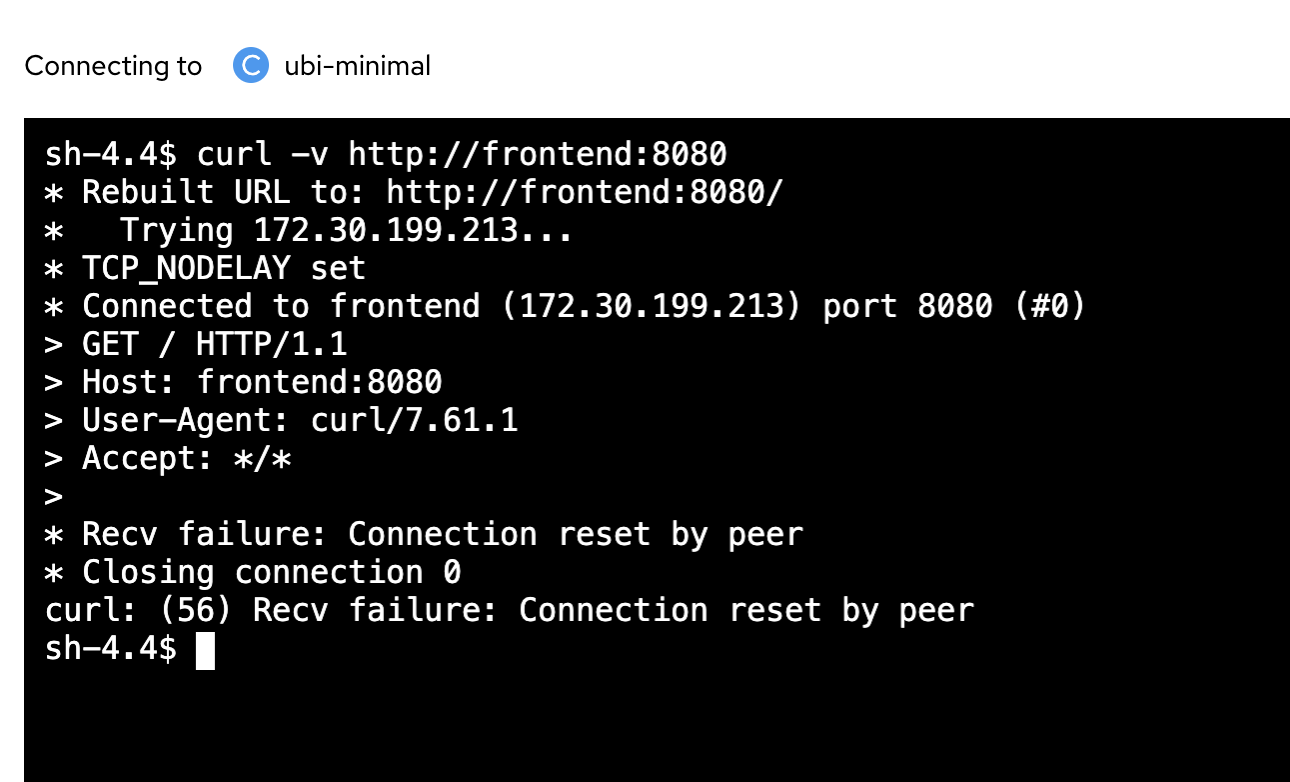 Connecting to C ubi-minimal
sh-4.4$ curl -v http://frontend:8080
* Rebuilt URL to: http://frontend:8080/
*   Trying 172.30.199.213...
* TCP_NODELAY set
* Connected to frontend (172.30.199.213) port 8080 (#0)
> GET / HTTP/1.1
> Host: frontend:8080
> User-Agent: curl/7.61.1
> Accept: */*
>
* Recv failure: Connection reset by peer
* Closing connection 0
curl: (56) Recv failure: Connection reset by peer
sh-4.4$